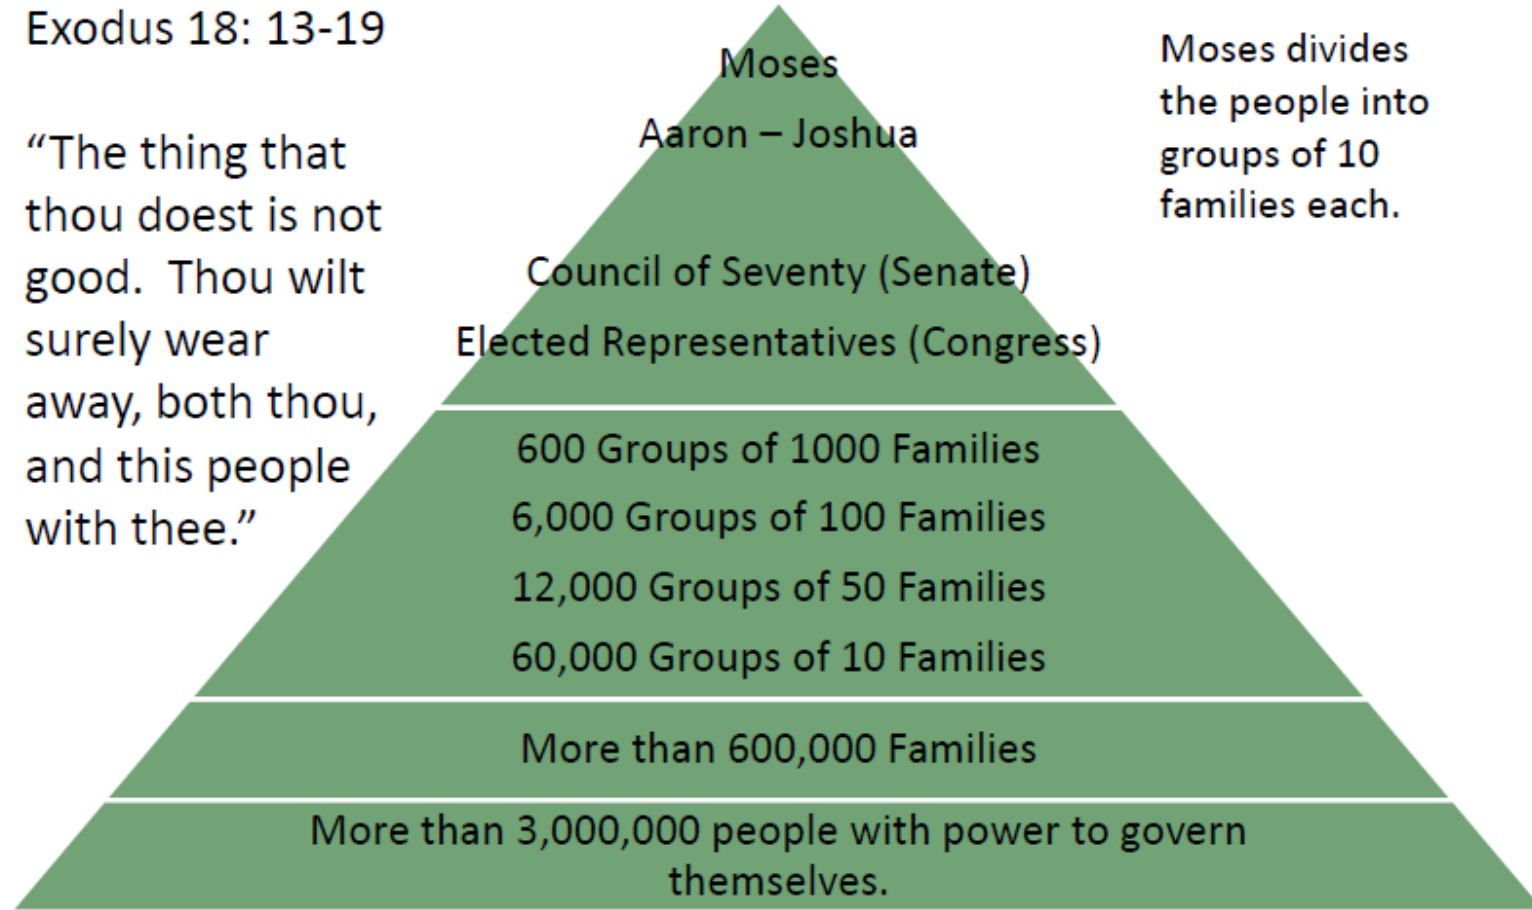 Exodus 18: 13-19
“The thing that
thou doest is not
good.  Thou wilt
surely wear
away, both thou,
and this people
with thee.”
Moses
Aaron – Joshua
Council of Seventy (Senate)
Elected Representatives (Congress)
600 Groups of 1000 Families
6,000 Groups of 100 Families
12,000 Groups of 50 Families
60,000 Groups of 10 Families
More than 600,000 Families
More than 3,000,000 people with power to govern
themselves.
Moses divides
the people into
groups of 10
families each.